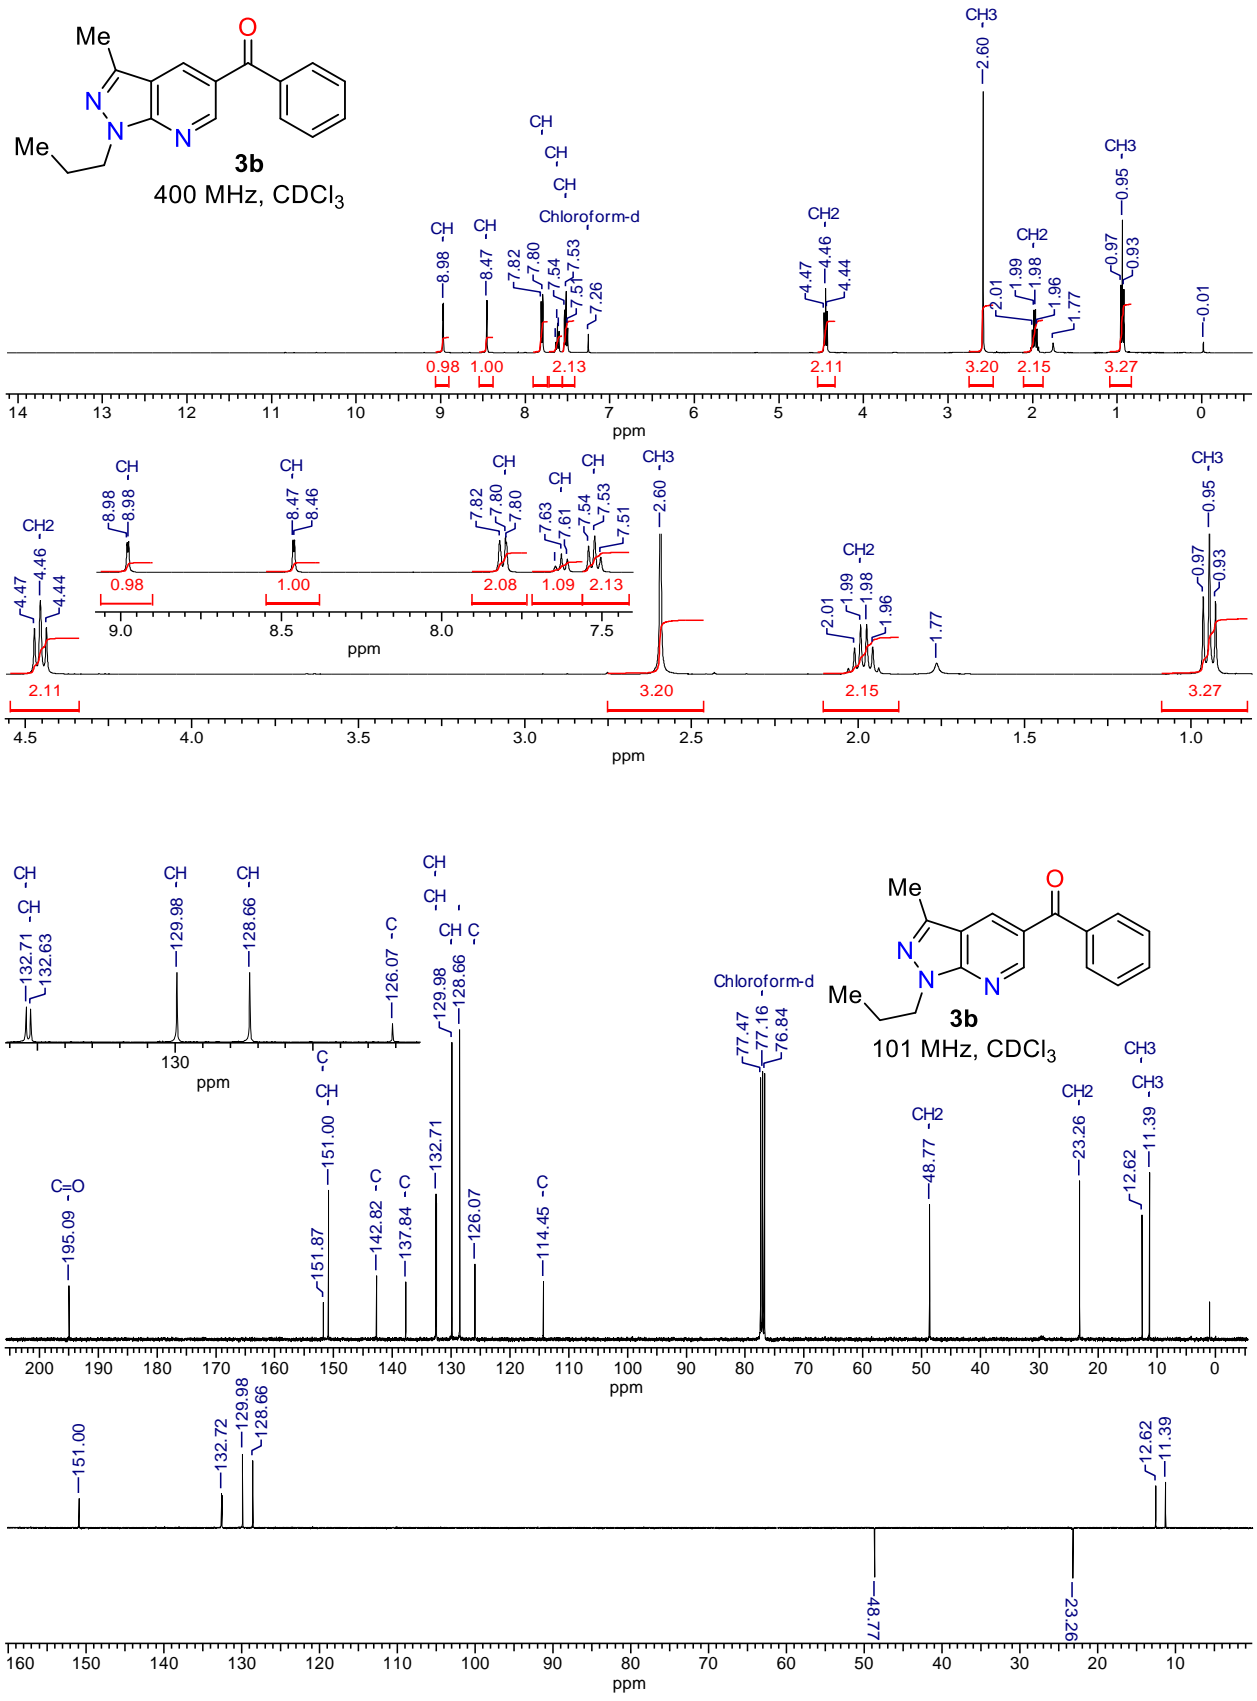 Me
O
N
N
N
Me
3b
400 MHz, CDCl3
CH
8.98
CH
8.47
CH
CH
CH
Chloroform-d
7.82
7.80
7.54
7.51
7.53
7.26
CH2
4.47
4.46
4.44
CH3
2.60
CH2
2.01
1.99
1.98
1.96
1.77
CH3
0.97
0.95
0.93
-0.01
0.98 1.00 2.13 2.11 3.20 2.15 3.27
14 13 12 11 10 9 8 7 6 5 4 3 2 1 0
ppm
CH2
4.47
4.46
4.44
CH
8.98
8.98
CH
8.47
8.46
CH
7.82
7.80
7.80
CH
7.63
7.61
CH
7.54
7.53
7.51
0.98 1.00 2.08 1.09 2.13
9.0 8.5 8.0 7.5
ppm
CH3
2.60
CH2
2.01
1.99
1.98
1.96
1.77
CH3
0.97
0.95
0.93
2.11 3.20 2.15 3.27
4.5 4.0 3.5 3.0 2.5 2.0 1.5 1.0
ppm
CH
CH
132.71
132.63
CH
129.98
CH
128.66
C
126.07
130
ppm
Me
O
N
N
N
Me
3b
101 MHz, CDCl3
C=O
195.09
C
CH
151.87
151.00
C
142.82
C
137.84
CH
CH
132.71
CH C
129.98
128.66
126.07
C
114.45
Chloroform-d
77.47
77.16
76.84
CH2
48.77
CH2
23.26
CH3
CH3
12.62
11.39
200 190 180 170 160 150 140 130 120 110 100 90 80 70 60 50 40 30 20 10 0
ppm
151.00
132.72
129.98
128.66
12.62
11.39
48.77
23.26
160 150 140 130 120 110 100 90 80 70 60 50 40 30 20 10 0
ppm